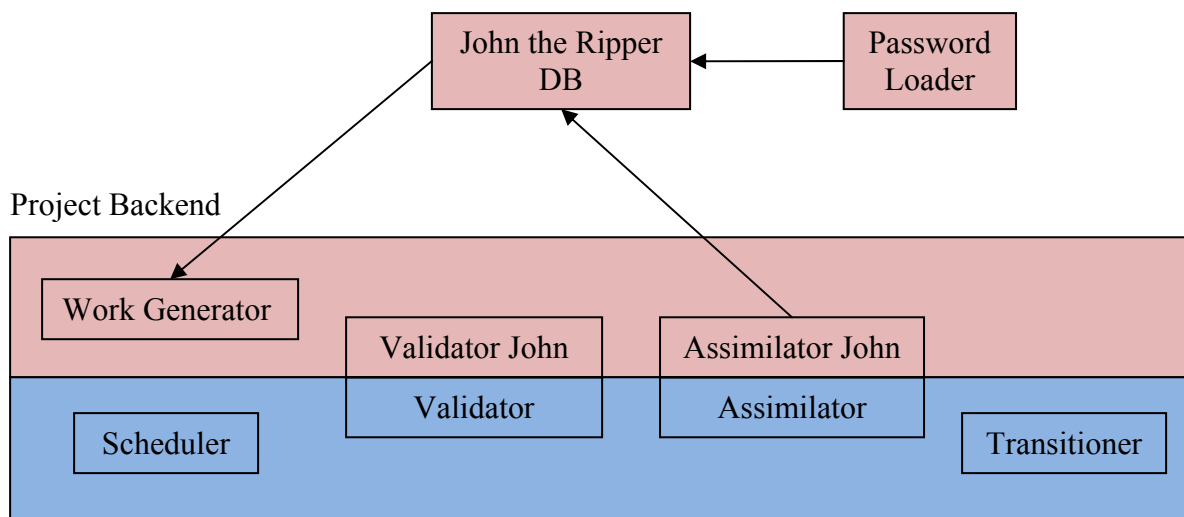 John the Ripper
DB
Password
Loader
Project Backend
Work Generator
Validator John
Assimilator John
Validator
Assimilator
Scheduler
Transitioner